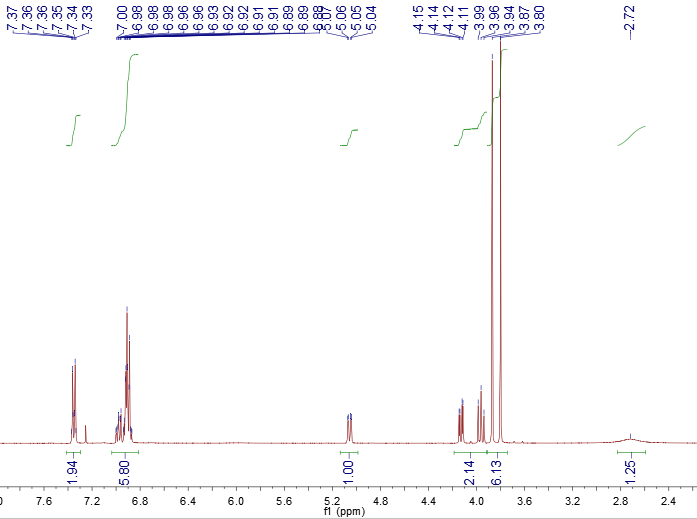 7.37 7.36 7.36 7.35 7.34 7.33 7.00 6.98 6.98 6.98 6.96 6.96 6.93 6.92 6.92 6.91 6.91 6.89 6.89 6.88 5.07 5.06 5.05 5.04 4.15 4.14 4.12 4.11 3.99 3.96 3.94 3.87 3.80 2.72
1.94 5.80 1.00 2.14 6.13 1.25
0 7.6 7.2 6.8 6.4 6.0 5.6 5.2 4.8 4.4 4.0 3.6 3.2 2.8 2.4
f1 (ppm)